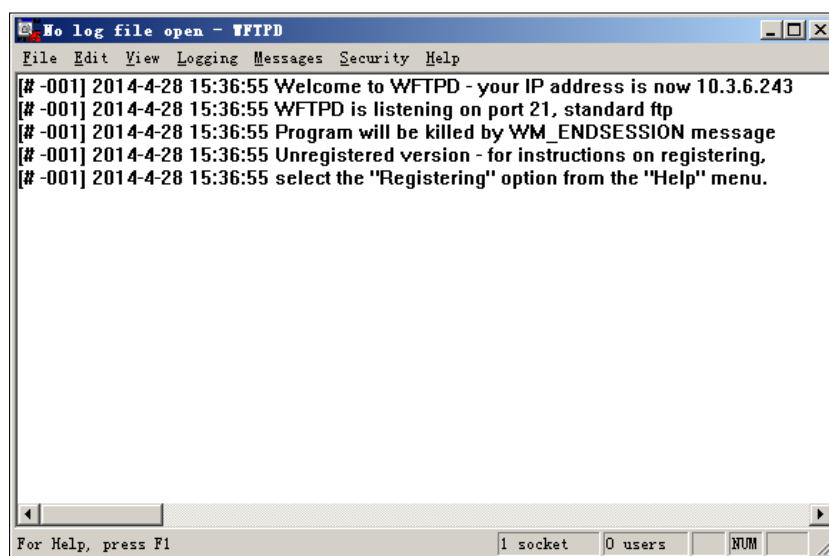 No log file open - WFTPD
File Edit View Logging Messages Security Help
[# -001] 2014-4-28 15:36:55 Welcome to WFTPD - your IP address is now 10.3.6.243
[# -001] 2014-4-28 15:36:55 WFTPD is listening on port 21, standard ftp
[# -001] 2014-4-28 15:36:55 Program will be killed by WM_ENDSESSION message
[# -001] 2014-4-28 15:36:55 Unregistered version - for instructions on registering,
[# -001] 2014-4-28 15:36:55 select the "Registering" option from the "Help" menu.
For Help, press F1 1 socket 0 users NUM